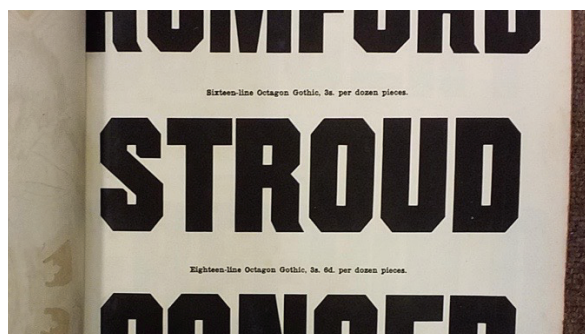 ROMFORD
Sixteen-line Octagon Gothic, 3s. per dozen pieces.
STROUD
Eighteen-line Octagon Gothic, 3s. 6d. per dozen pieces.